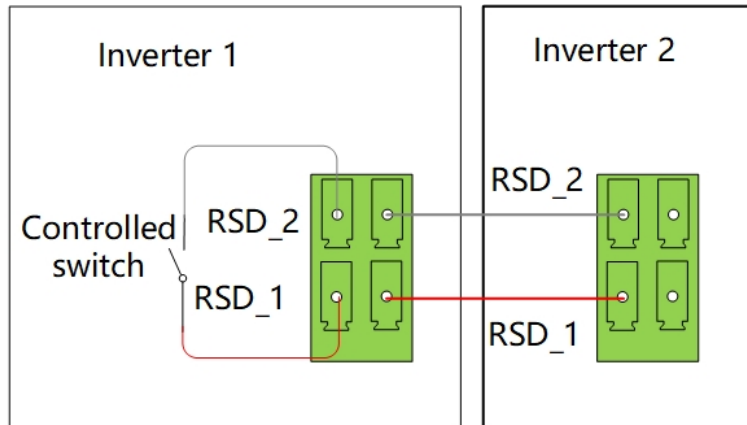 Inverter 1
Inverter 2
RSD_2
RSD_2
Controlled
switch
RSD_1
RSD_1